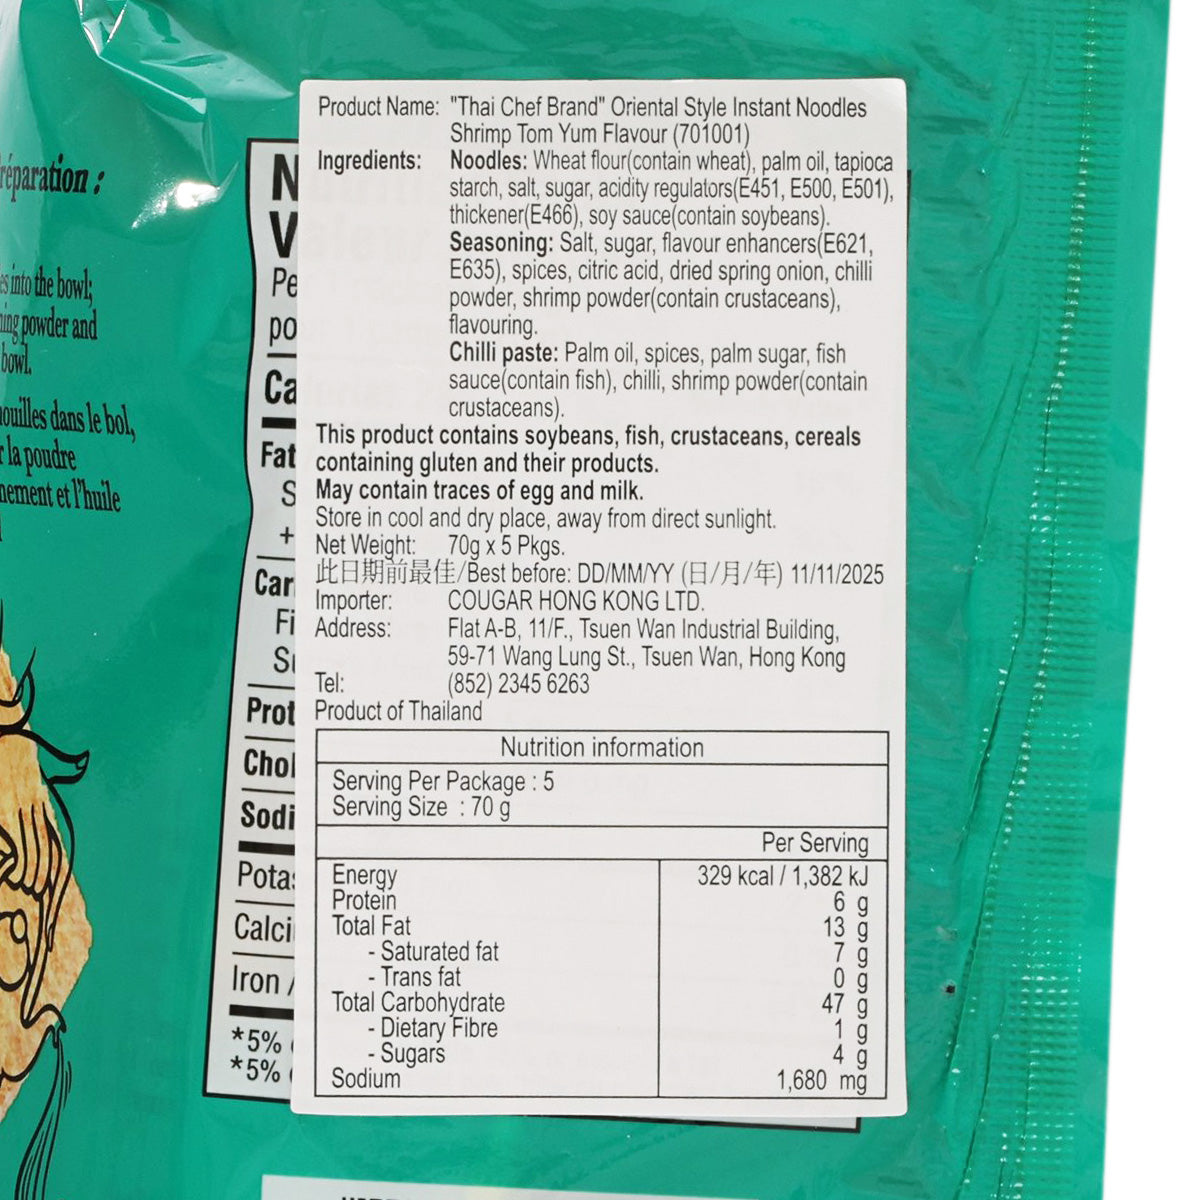 Product Name: "Thai Chef Brand" Oriental Style Instant Noodles
Shrimp Tom Yum Flavour (701001)
Ingredients: Noodles: Wheat flour(contain wheat), palm oil, tapioca
starch, salt, sugar, acidity regulators(E451, E500, E501),
thickener(E466), soy sauce(contain soybeans).
Seasoning: Salt, sugar, flavour enhancers(E621,
E635), spices, citric acid, dried spring onion, chilli
powder, shrimp powder(contain crustaceans),
flavouring.
Chilli paste: Palm oil, spices, palm sugar, fish
sauce(contain fish), chilli, shrimp powder(contain
crustaceans).
This product contains soybeans, fish, crustaceans, cereals
containing gluten and their products.
May contain traces of egg and milk.
Store in cool and dry place, away from direct sunlight.
Net Weight: 70g x 5 Pkgs.
此日期前最佳/Best before: DD/MM/YY (日/月/年) 11/11/2025
Importer: COUGAR HONG KONG LTD.
Address: Flat A-B, 11/F., Tsuen Wan Industrial Building,
59-71 Wang Lung St., Tsuen Wan, Hong Kong
Tel: (852) 2345 6263
Product of Thailand
Nutrition information
Serving Per Package : 5
Serving Size : 70 g
Per Serving
Energy 329 kcal / 1,382 kJ
Protein 6 g
Total Fat 13 g
- Saturated fat 7 g
- Trans fat 0 g
Total Carbohydrate 47 g
- Dietary Fibre 1 g
- Sugars 4 g
Sodium 1,680 mg
réparation :
es into the bowl;
powder and
bowl.
ouilles dans le bol,
r la poudre
nement et l'huile
N
V
Pe
po
Ca
Fat
S
+
Car
Fi
Su
Prot
Chol
Sodi
Pota
Calci
Iron /
*5%
*5%